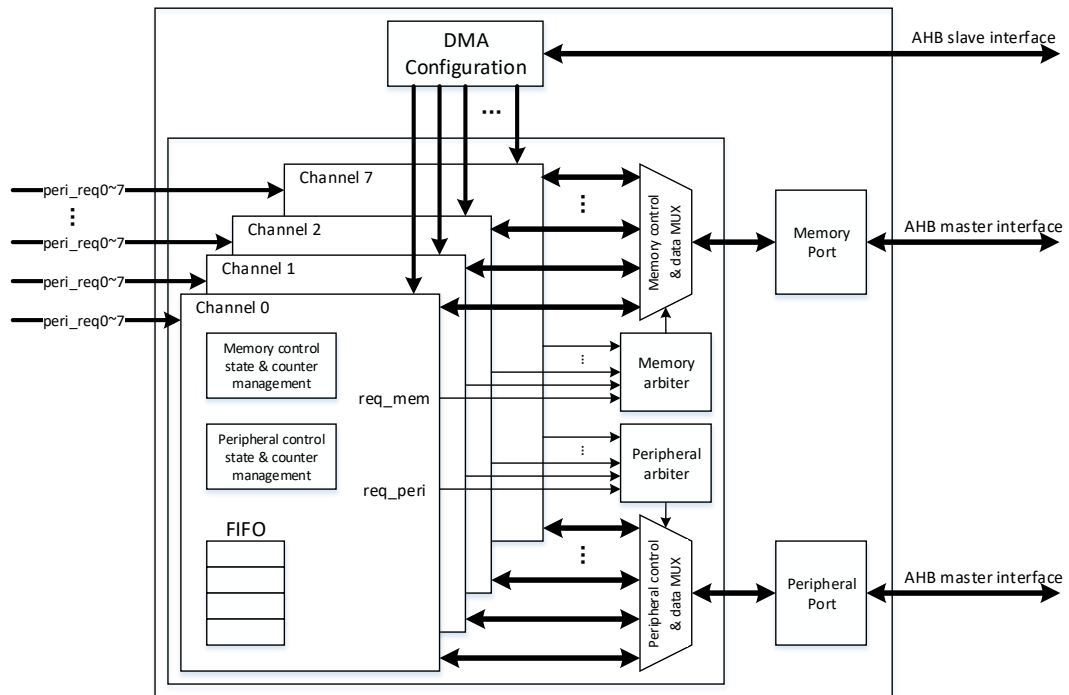 DMA
Configuration
AHB slave interface
...
Channel 7
peri_req0~7
...
Channel 2
peri_req0~7
Channel 1
peri_req0~7
Channel 0
peri_req0~7
...
Memory control
& data MUX
Memory
Port
AHB master interface
Memory control
state & counter
management
req_mem
...
Memory
arbiter
Peripheral control
state & counter
management
req_peri
...
Peripheral
arbiter
FIFO
...
Peripheral control
& data MUX
Peripheral
Port
AHB master interface